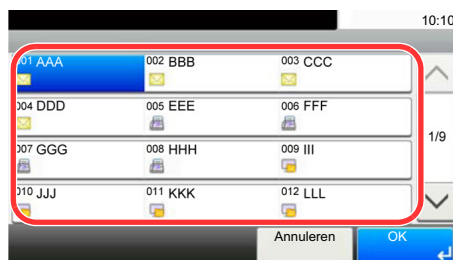 10:10
001 AAA 002 BBB 003 CCC
004 DDD 005 EEE 006 FFF
1/9
007 GGG 008 HHH 009 III
010 JJJ 011 KKK 012 LLL
Annuleren OK